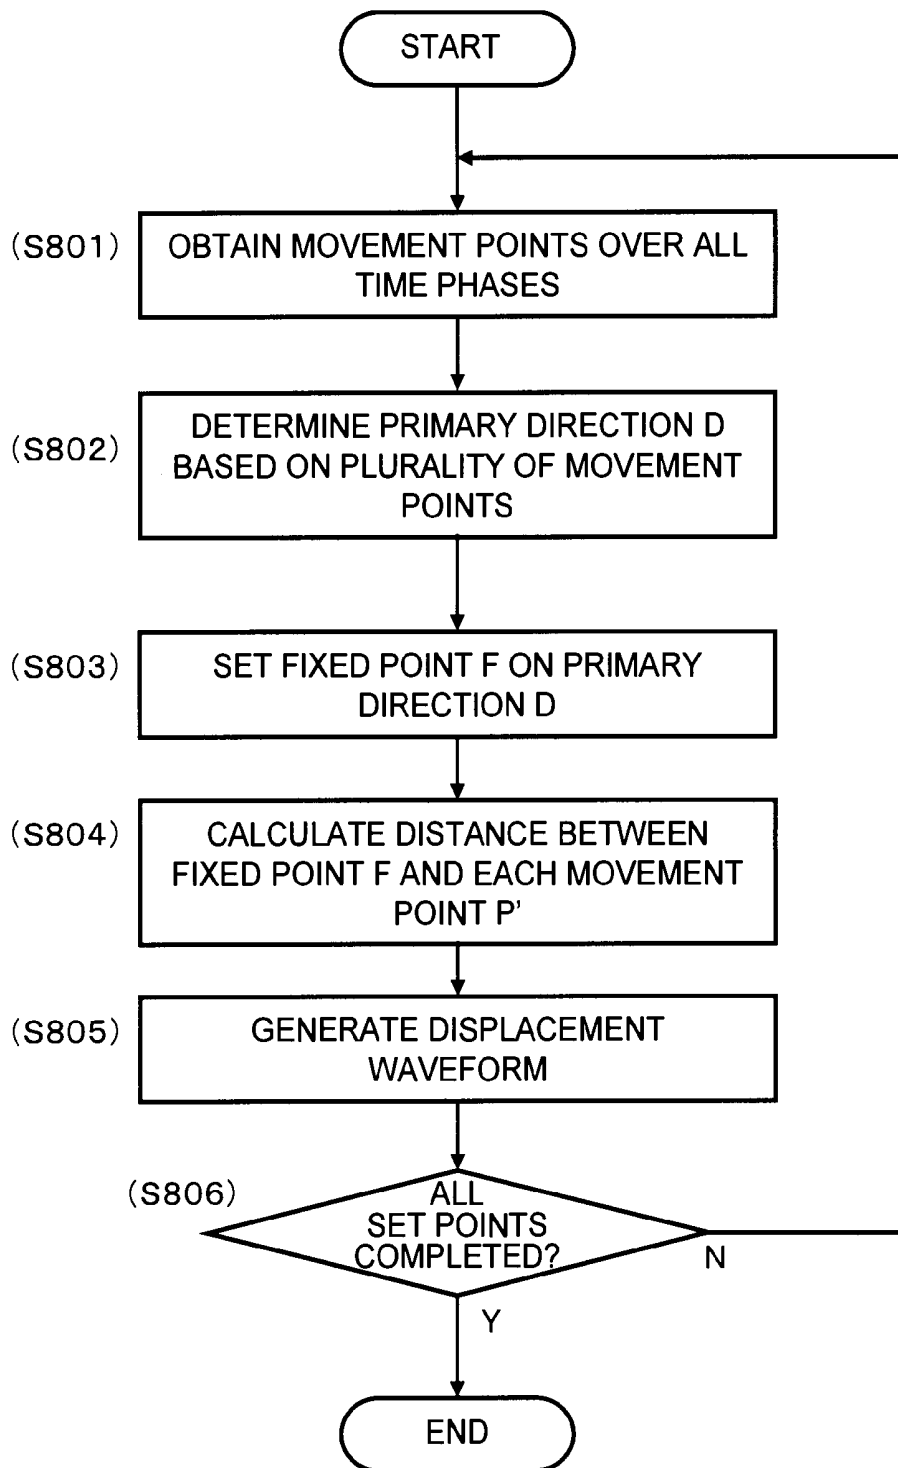 START
(S801)
OBTAIN MOVEMENT POINTS OVER ALL
TIME PHASES
(S802)
DETERMINE PRIMARY DIRECTION D
BASED ON PLURALITY OF MOVEMENT
POINTS
(S803)
SET FIXED POINT F ON PRIMARY
DIRECTION D
(S804)
CALCULATE DISTANCE BETWEEN
FIXED POINT F AND EACH MOVEMENT
POINT P'
(S805)
GENERATE DISPLACEMENT
WAVEFORM
(S806)
ALL
SET POINTS
COMPLETED?
N
Y
END